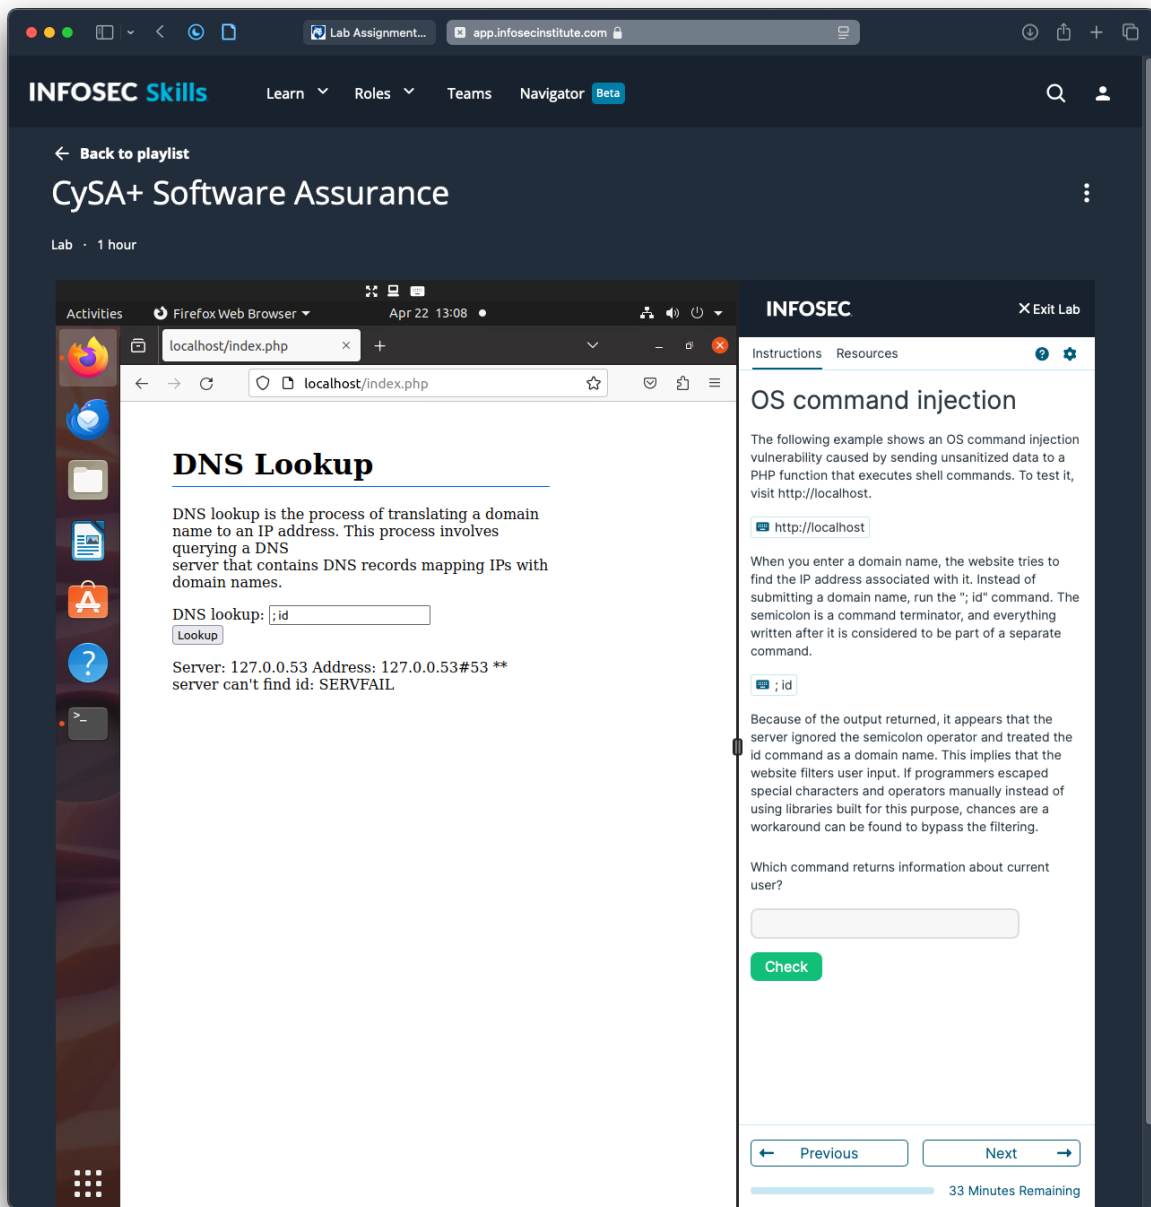 Lab Assignment...
app.infosecinstitute.com
INFOSEC Skills
Learn
Roles
Teams
Navigator
Beta
Back to playlist
CySA+ Software Assurance
Lab · 1 hour
Activities
Firefox Web Browser
Apr 22 13:08
localhost/index.php
localhost/index.php
DNS Lookup
DNS lookup is the process of translating a domain
name to an IP address. This process involves
querying a DNS
server that contains DNS records mapping IPs with
domain names.
DNS lookup: ; id
Lookup
Server: 127.0.0.53 Address: 127.0.0.53#53 **
server can't find id: SERVFAIL
INFOSEC
Exit Lab
Instructions
Resources
OS command injection
The following example shows an OS command injection
vulnerability caused by sending unsanitized data to a
PHP function that executes shell commands. To test it,
visit http://localhost.
http://localhost
When you enter a domain name, the website tries to
find the IP address associated with it. Instead of
submitting a domain name, run the "; id" command. The
semicolon is a command terminator, and everything
written after it is considered to be part of a separate
command.
; id
Because of the output returned, it appears that the
server ignored the semicolon operator and treated the
id command as a domain name. This implies that the
website filters user input. If programmers escaped
special characters and operators manually instead of
using libraries built for this purpose, chances are a
workaround can be found to bypass the filtering.
Which command returns information about current
user?
Check
Previous
Next
33 Minutes Remaining